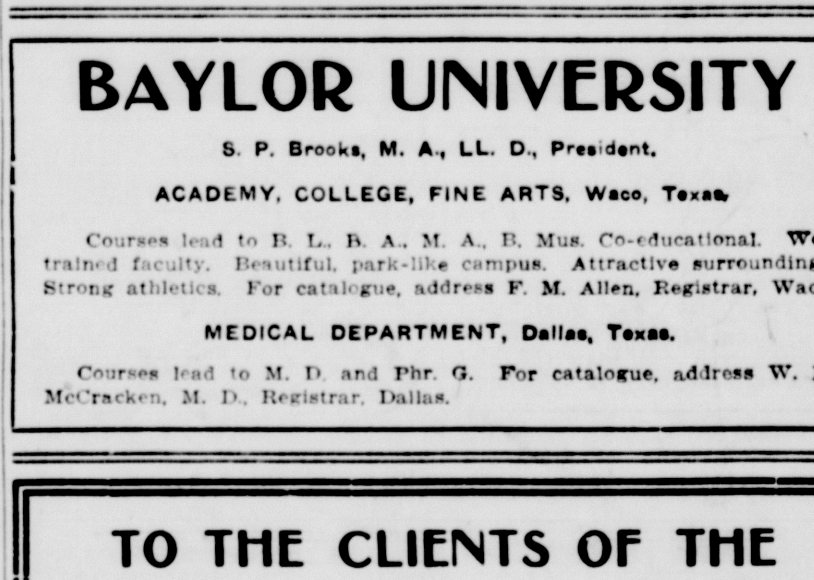 BAYLOR UNIVERSITY
S. P. Brooks, M. A., LL. D., President.
ACADEMY, COLLEGE, FINE ARTS, Waco, Texas.
Courses lead to B. L., B. A., M. A., B. Mus. Co-educational.
trained faculty. Beautiful, park-like campus. Attractive
Strong athletics. For catalogue, address F. M. Allen, Registrar,
MEDICAL DEPARTMENT, Dallas, Texas.
Courses lead to M. D. and Phr. G. For catalogue, address W.
McCracken, M. D., Registrar, Dallas.
TO THE CLIENTS OF THE